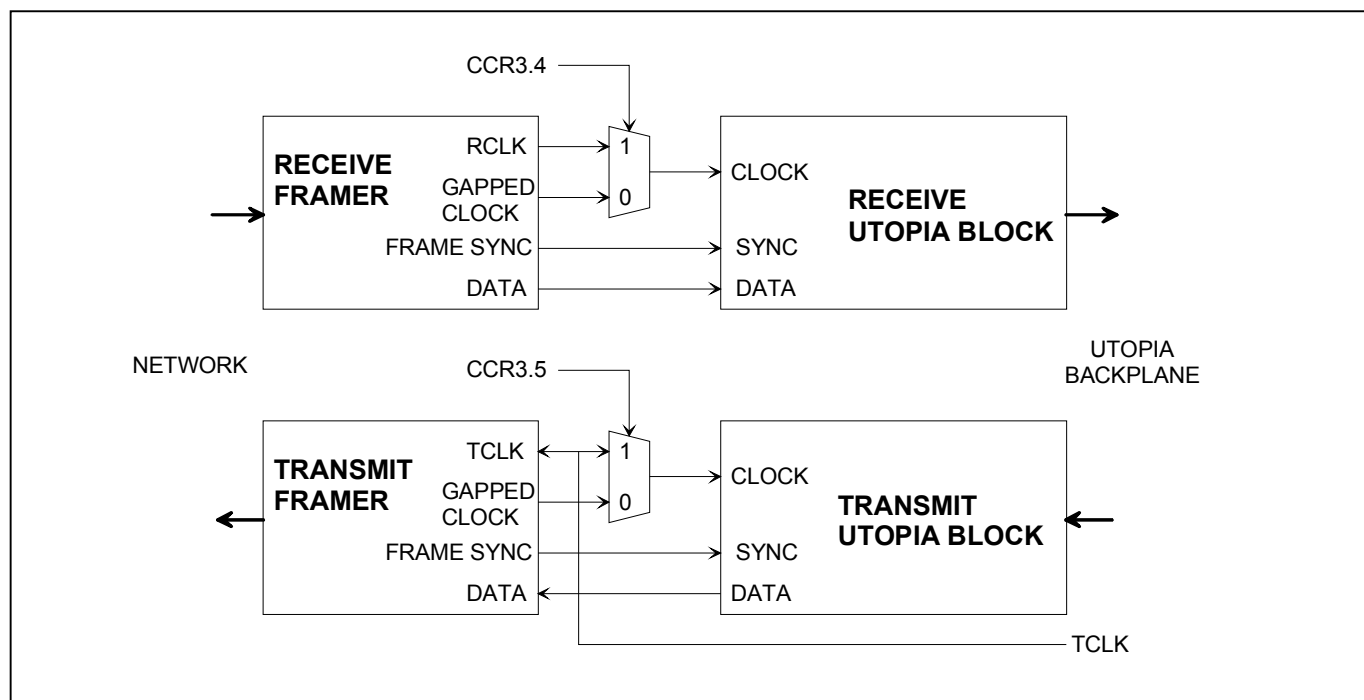 CCR3.4
RECEIVE
FRAMER
RCLK
GAPPED
CLOCK
FRAME SYNC
DATA
1
0
CLOCK
SYNC
DATA
RECEIVE
UTOPIA BLOCK
NETWORK
UTOPIA
BACKPLANE
CCR3.5
TRANSMIT
FRAMER
TCLK
GAPPED
CLOCK
FRAME SYNC
DATA
1
0
CLOCK
SYNC
DATA
TRANSMIT
UTOPIA BLOCK
TCLK